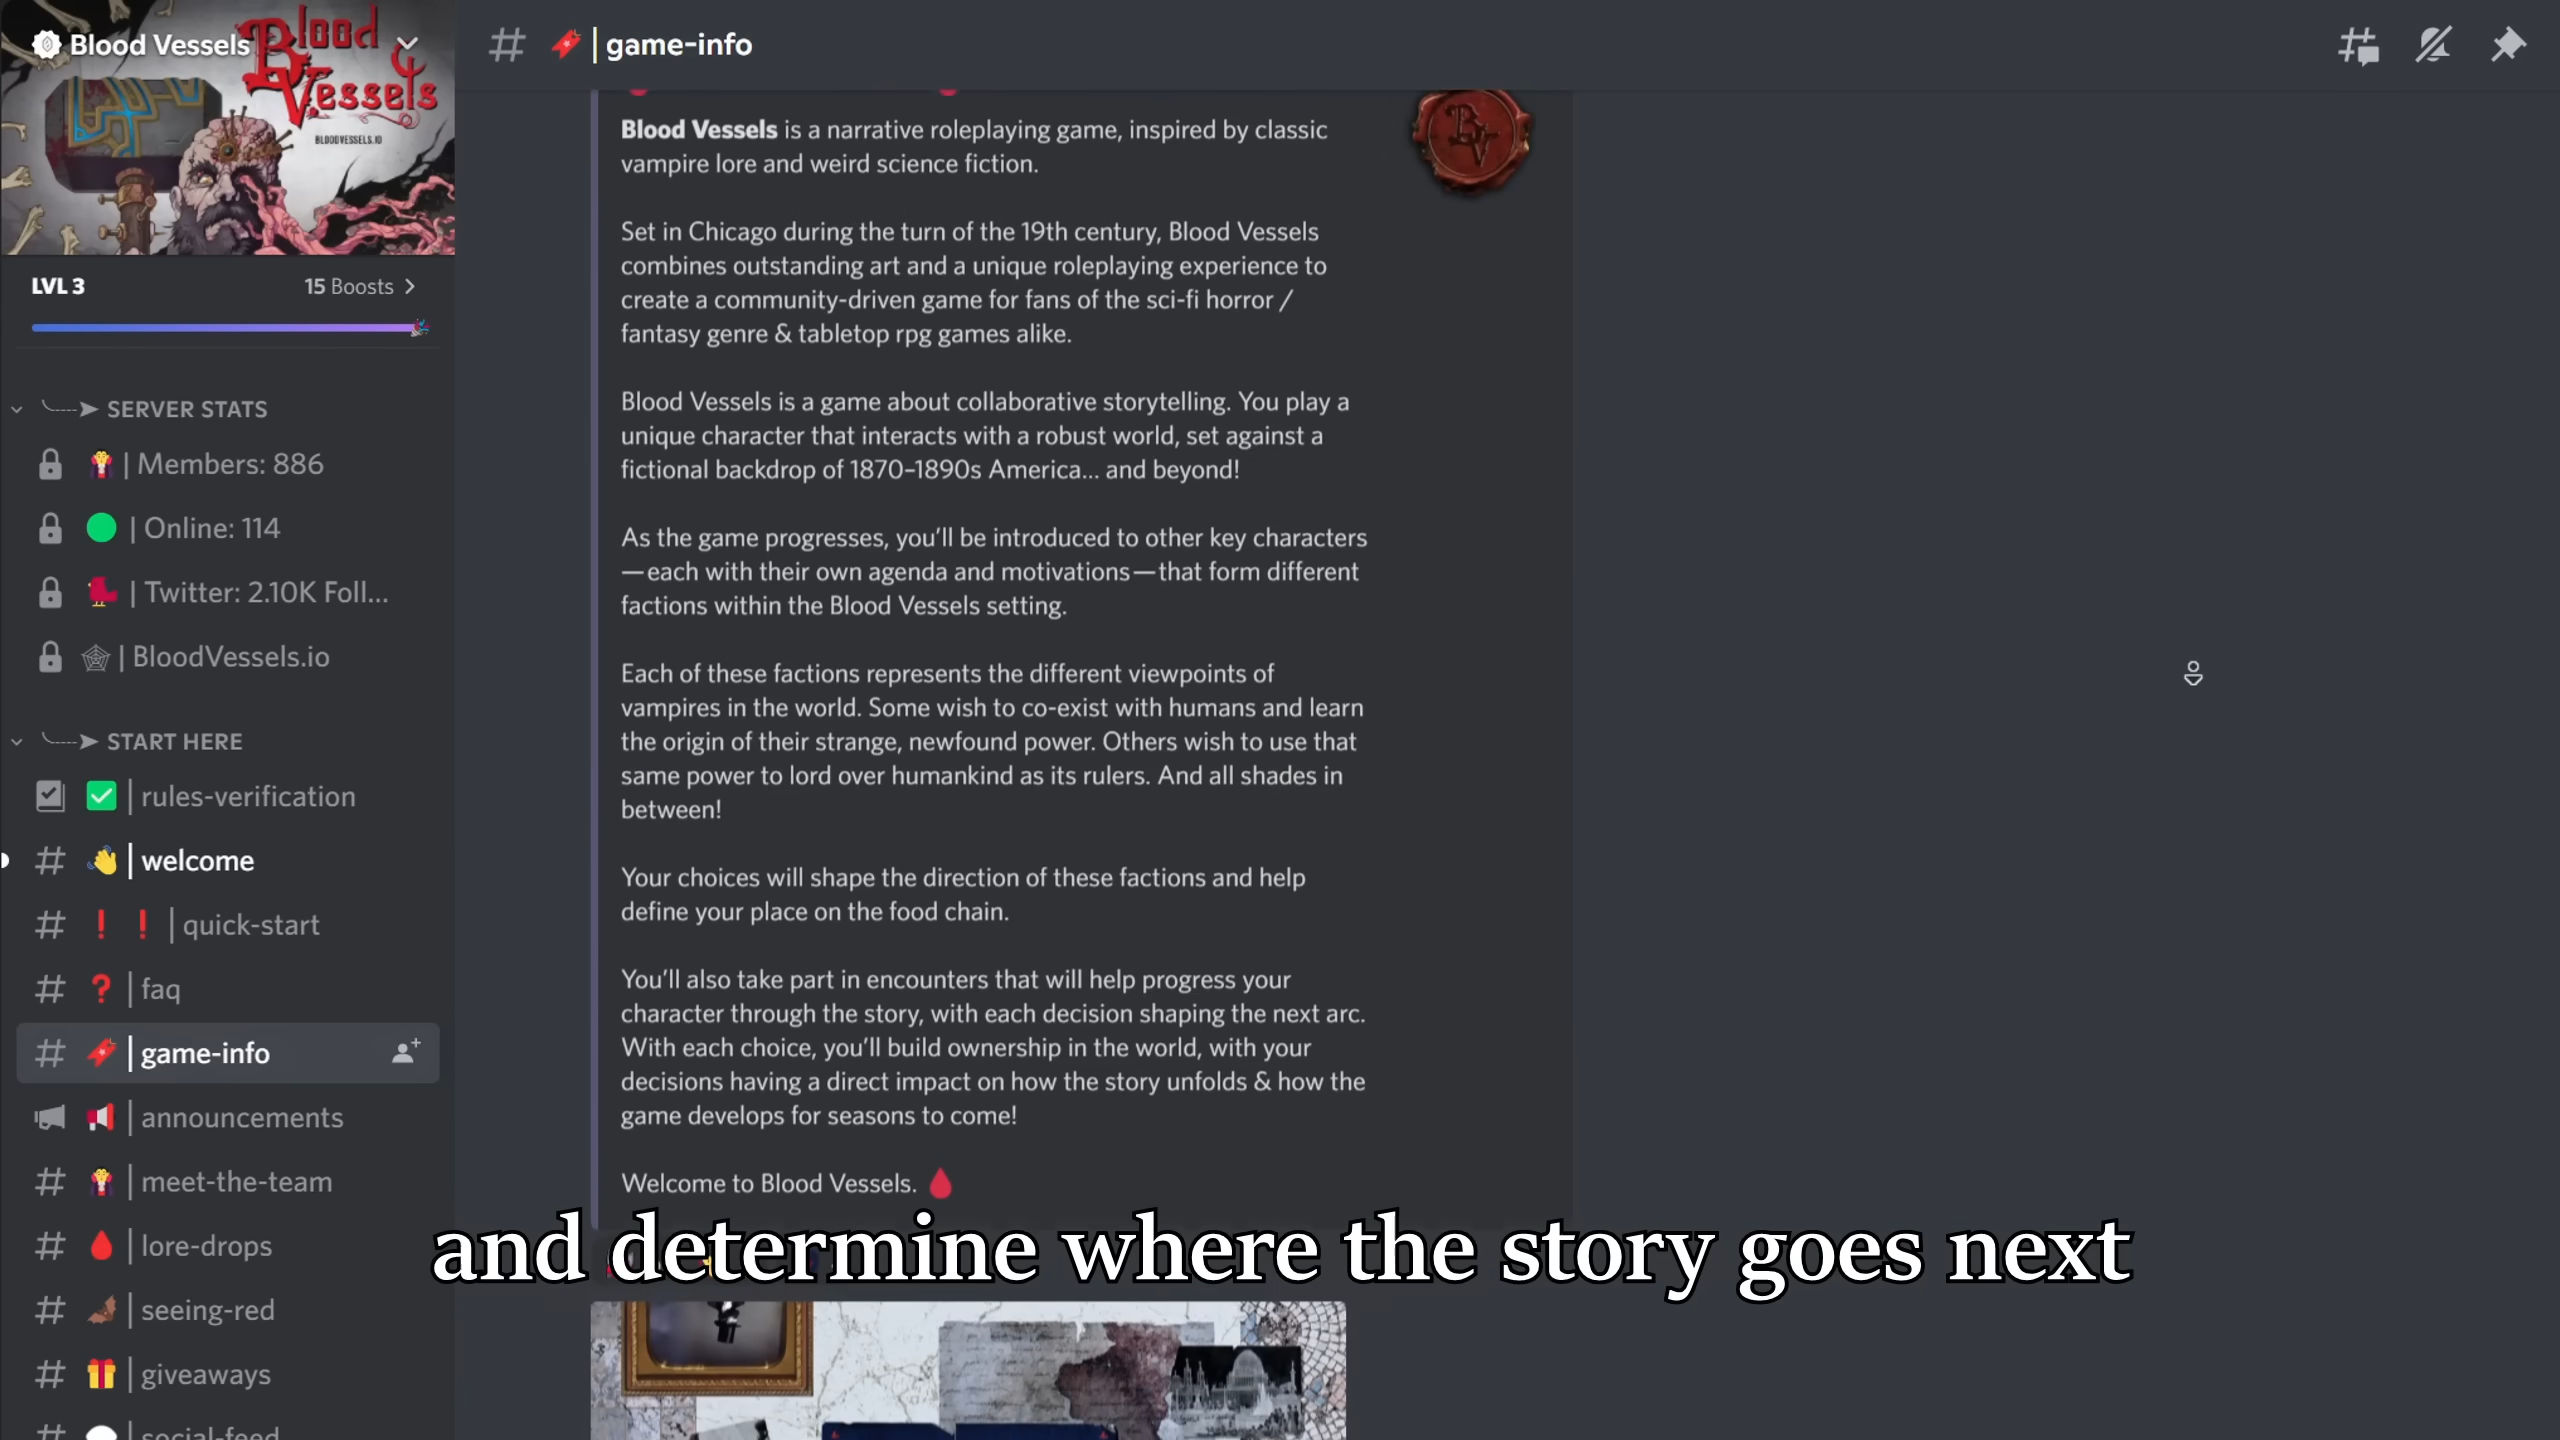 Blood Vessels
Blood
Vessels
BLOODVESSELS.IO
LVL 3
15 Boosts
SERVER STATS
| Members: 886
| Online: 114
| Twitter: 2.10K Foll...
| BloodVessels.io
START HERE
| rules-verification
# | welcome
# ❗❗ | quick-start
# ❓ | faq
# | game-info
| announcements
# | meet-the-team
# | lore-drops
# | seeing-red
# | giveaways
# social-feed
# | game-info
BV
Blood Vessels is a narrative roleplaying game, inspired by classic
vampire lore and weird science fiction.
Set in Chicago during the turn of the 19th century, Blood Vessels
combines outstanding art and a unique roleplaying experience to
create a community-driven game for fans of the sci-fi horror /
fantasy genre & tabletop rpg games alike.
Blood Vessels is a game about collaborative storytelling. You play a
unique character that interacts with a robust world, set against a
fictional backdrop of 1870–1890s America... and beyond!
As the game progresses, you'll be introduced to other key characters
—each with their own agenda and motivations—that form different
factions within the Blood Vessels setting.
Each of these factions represents the different viewpoints of
vampires in the world. Some wish to co-exist with humans and learn
the origin of their strange, newfound power. Others wish to use that
same power to lord over humankind as its rulers. And all shades in
between!
Your choices will shape the direction of these factions and help
define your place on the food chain.
You'll also take part in encounters that will help progress your
character through the story, with each decision shaping the next arc.
With each choice, you'll build ownership in the world, with your
decisions having a direct impact on how the story unfolds & how the
game develops for seasons to come!
Welcome to Blood Vessels.
and determine where the story goes next